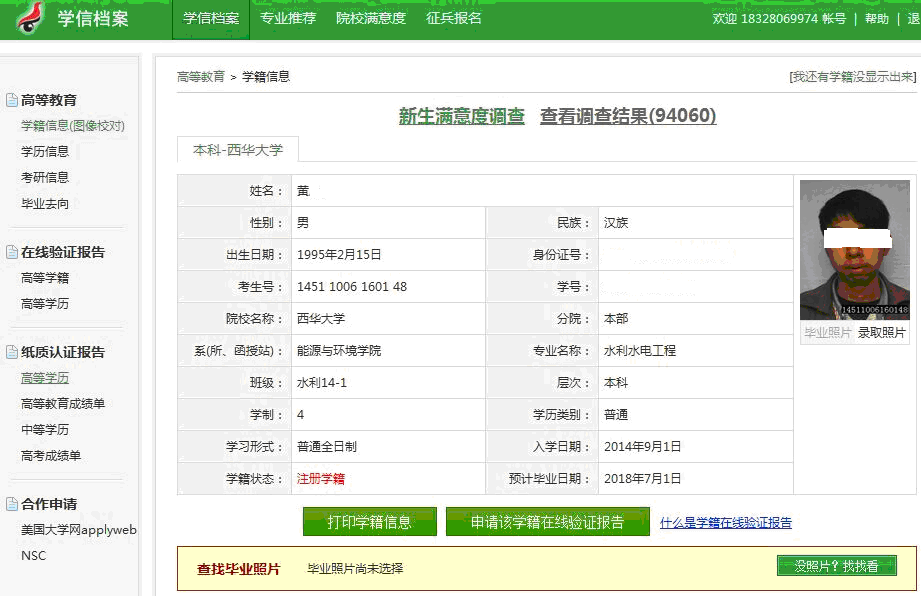 学信档案 学信档案 专业推荐 院校满意度 征兵报名 欢迎 18328069974 帐号 | 帮助 | 退
高等教育 > 学籍信息 [我还有学籍没显示出来]
高等教育
学籍信息(图像校对)
学历信息
考研信息
毕业去向
在线验证报告
高等学籍
高等学历
纸质认证报告
高等学历
高等教育成绩单
中等学历
高考成绩单
合作申请
美国大学网applyweb
NSC
新生满意度调查 查看调查结果(94060)
本科-西华大学
姓名： 黄
性别： 男 民族： 汉族
出生日期： 1995年2月15日 身份证号：
考生号： 1451 1006 1601 48 学号：
院校名称： 西华大学 分院： 本部
系(所、函授站)： 能源与环境学院 专业名称： 水利水电工程
班级： 水利14-1 层次： 本科
学制： 4 学历类别： 普通
学习形式： 普通全日制 入学日期： 2014年9月1日
学籍状态： 注册学籍 预计毕业日期： 2018年7月1日
14511006160148
毕业照片 录取照片
打印学籍信息 申请该学籍在线验证报告 什么是学籍在线验证报告
查找毕业照片 毕业照片尚未选择 没照片？找找看